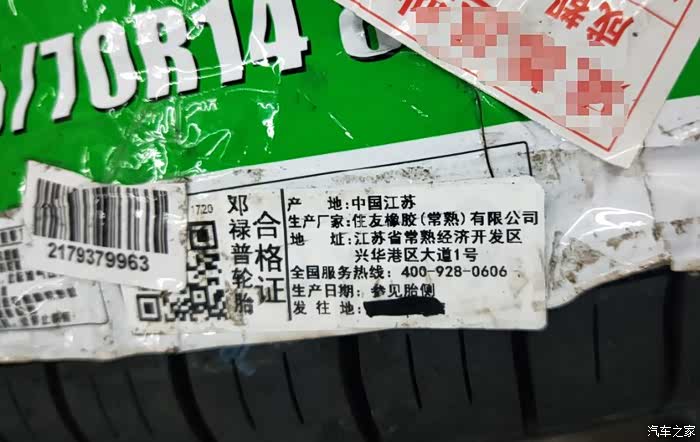 /70R14
成都
2179379963
1720
邓禄普轮胎
合格证
产 地:中国江苏
生产厂家:住友橡胶(常熟)有限公司
地 址:江苏省常熟经济开发区
兴华港区大道1号
全国服务热线: 400-928-0606
生产日期: 参见胎侧
发 往 地:
汽车之家